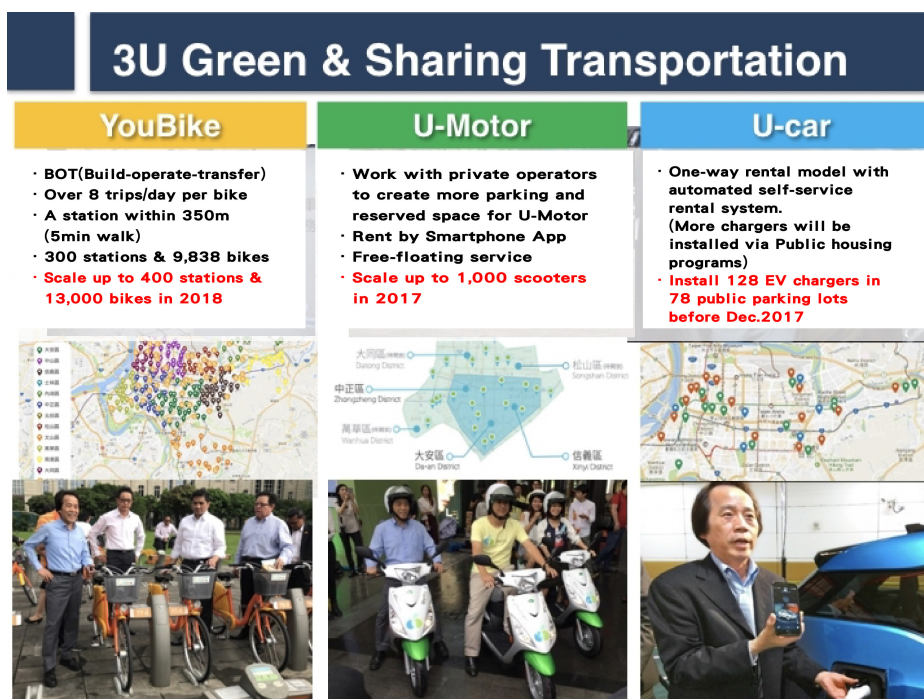 3U Green & Sharing Transportation
YouBike
· BOT(Build-operate-transfer)
· Over 8 trips/day per bike
· A station within 350m
(5min walk)
· 300 stations & 9,838 bikes
· Scale up to 400 stations &
13,000 bikes in 2018
U-Motor
· Work with private operators
to create more parking and
reserved space for U-Motor
· Rent by Smartphone App
· Free-floating service
· Scale up to 1,000 scooters
in 2017
U-car
· One-way rental model with
automated self-service
rental system.
(More chargers will be
installed via Public housing
programs)
· Install 128 EV chargers in
78 public parking lots
before Dec.2017
大同區
Datong District
松山區
Songshan District
中正區
Zhongzheng District
萬華區
Wanhua District
大安區
Da-an District
信義區
Xinyi District